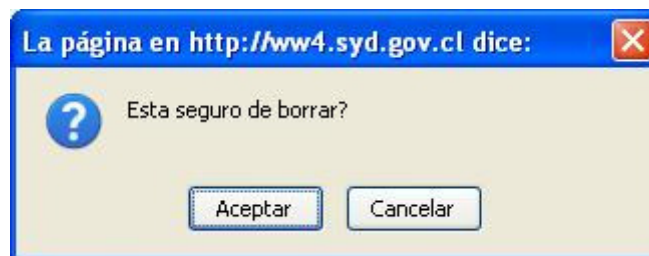 La página en http://ww4.syd.gov.cl dice:
Esta seguro de borrar?
Aceptar Cancelar